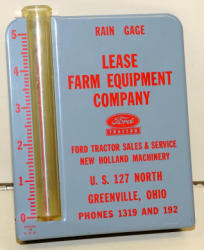 RAIN GAGE
LEASE
FARM EQUIPMENT
COMPANY
Ford
TRACTOR
FORD TRACTOR SALES & SERVICE
NEW HOLLAND MACHINERY
U. S. 127 NORTH
GREENVILLE, OHIO
PHONES 1319 AND 192
5
4
3
2
1
0